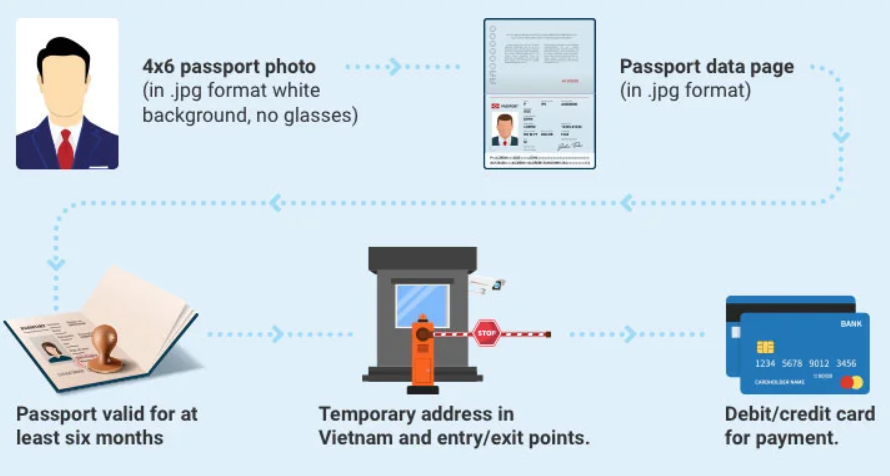 4x6 passport photo
(in .jpg format white
background, no glasses)
PASSPORT
Passport data page
(in .jpg format)
STOP
BANK
1234 5678 9012 3456
CARDHOLDER NAME
Passport valid for at
least six months
Temporary address in
Vietnam and entry/exit points.
Debit/credit card
for payment.